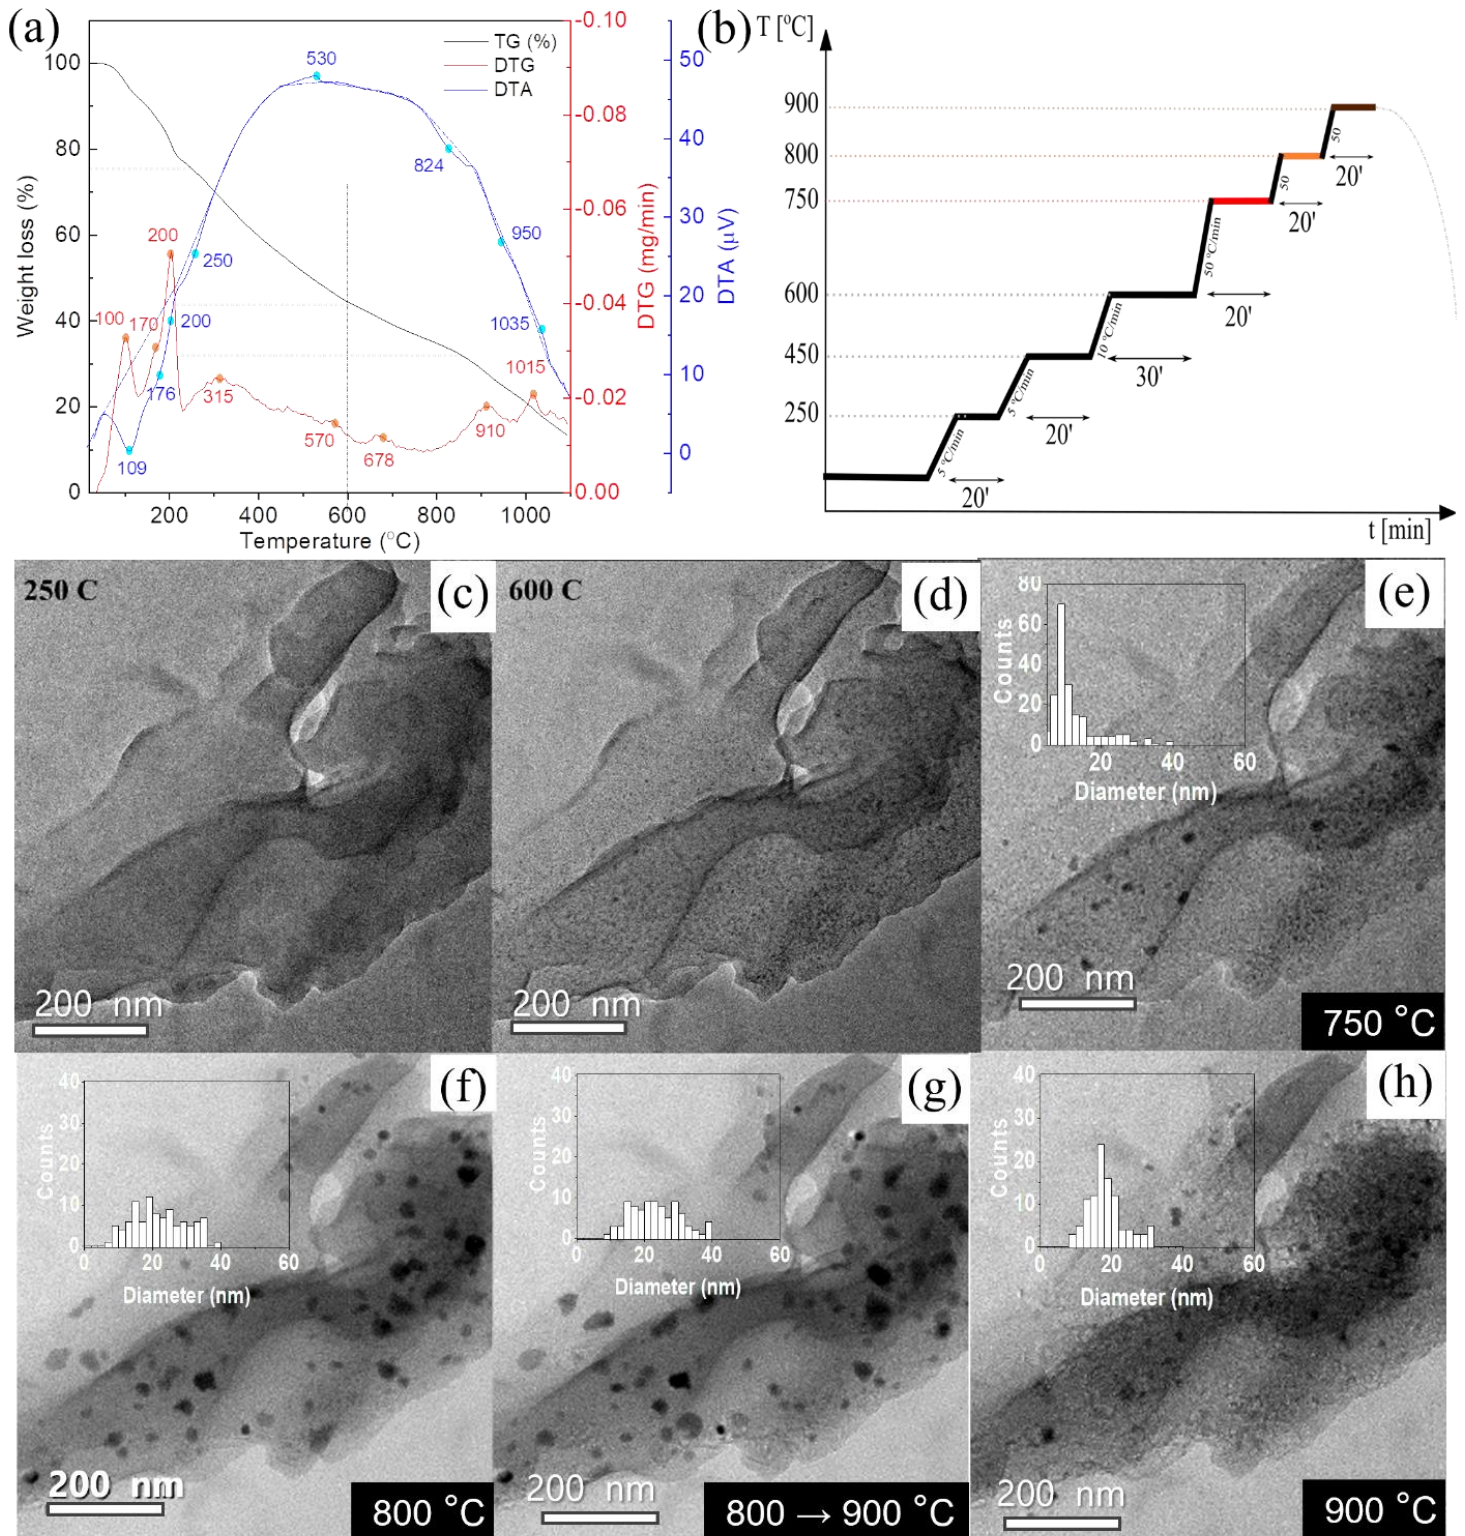 (a)
TG (%)
DTG
DTA
530
824
950
1035
250
200
176
109
200
100
170
315
570
678
910
1015
100
80
60
40
20
0
Weight loss (%)
200 400 600 800 1000
Temperature (°C)
-0.10
-0.08
-0.06
-0.04
-0.02
0.00
DTG (mg/min)
50
40
30
20
10
0
DTA (µV)
(b)
T [°C]
900
800
750
600
450
250
5 °C/min
5 °C/min
10 °C/min
50 °C/min
50
50
20'
20'
30'
20'
20'
20'
t [min]
250 C
(c)
200 nm
600 C
(d)
200 nm
(e)
80
60
40
20
0
Counts
20 40 60
Diameter (nm)
200 nm
750 °C
(f)
40
30
20
10
0
Counts
0 20 40 60
Diameter (nm)
200 nm
800 °C
(g)
40
30
20
10
0
Counts
0 20 40 60
Diameter (nm)
200 nm
800 → 900 °C
(h)
40
30
20
10
0
Counts
0 20 40 60
Diameter (nm)
200 nm
900 °C